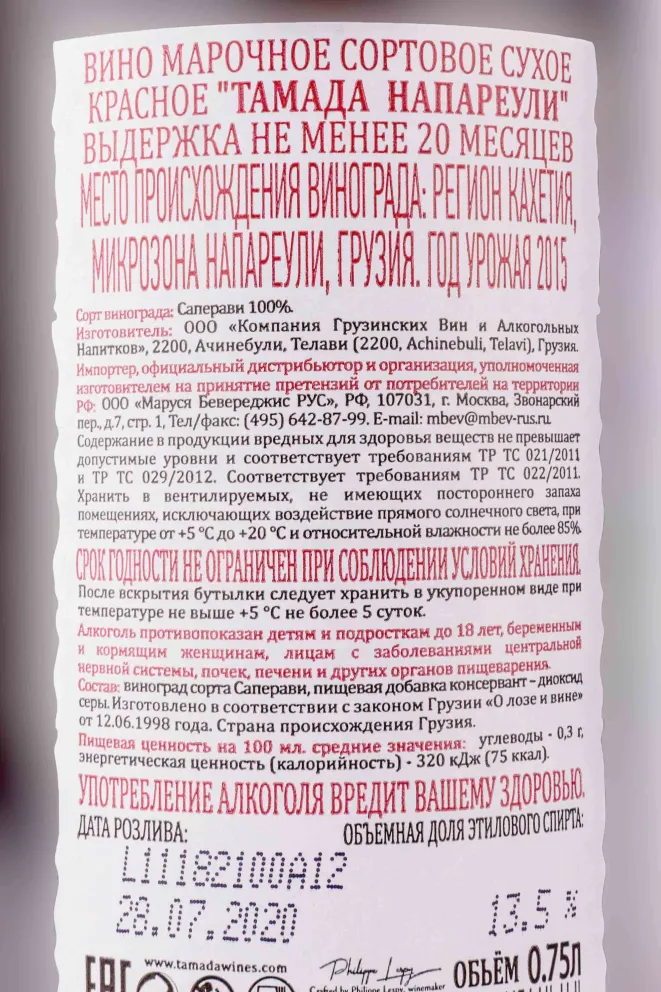 ВИНО МАРОЧНОЕ СОРТОВОЕ СУХОЕ
КРАСНОЕ "ТАМАДА НАПАРЕУЛИ"
ВЫДЕРЖКА НЕ МЕНЕЕ 20 МЕСЯЦЕВ
МЕСТО ПРОИСХОЖДЕНИЯ ВИНОГРАДА: РЕГИОН КАХЕТИЯ,
МИКРОЗОНА НАПАРЕУЛИ, ГРУЗИЯ. ГОД УРОЖАЯ 2015
Сорт винограда: Саперави 100%.
Изготовитель: ООО «Компания Грузинских Вин и Алкогольных
Напитков», 2200, Ачинебули, Телави (2200, Achinebuli, Telavi), Грузия.
Импортер, официальный дистрибьютор и организация, уполномоченная
изготовителем на принятие претензий от потребителей на территории
РФ: ООО «Маруся Бевереджис РУС», РФ, 107031, г. Москва, Звонарский
пер., д.7, стр. 1, Тел/факс: (495) 642-87-99. E-mail: mbev@mbev-rus.ru.
Содержание в продукции вредных для здоровья веществ не превышает
допустимые уровни и соответствует требованиям ТР ТС 021/2011
и ТР ТС 029/2012. Соответствует требованиям ТР ТС 022/2011.
Хранить в вентилируемых, не имеющих постороннего запаха
помещениях, исключающих воздействие прямого солнечного света, при
температуре от +5 °С до +20 °С и относительной влажности не более 85%.
СРОК ГОДНОСТИ НЕ ОГРАНИЧЕН ПРИ СОБЛЮДЕНИИ УСЛОВИЙ ХРАНЕНИЯ.
После вскрытия бутылки следует хранить в укупоренном виде при
температуре не выше +5 °С не более 5 суток.
Алкоголь противопоказан детям и подросткам до 18 лет, беременным
и кормящим женщинам, лицам с заболеваниями центральной
нервной системы, почек, печени и других органов пищеварения.
Состав: виноград сорта Саперави, пищевая добавка консервант – диоксид
серы. Изготовлено в соответствии с законом Грузии «О лозе и вине»
от 12.06.1998 года. Страна происхождения Грузия.
Пищевая ценность на 100 мл. средние значения: углеводы - 0,3 г,
энергетическая ценность (калорийность) - 320 кДж (75 ккал).
УПОТРЕБЛЕНИЕ АЛКОГОЛЯ ВРЕДИТ ВАШЕМУ ЗДОРОВЬЮ.
ДАТА РОЗЛИВА: ОБЪЕМНАЯ ДОЛЯ ЭТИЛОВОГО СПИРТА:
L11182100A12
28.07.2020 13.5 %
www.tamadawines.com
Philippe Lespy
Crafted by Philippe Lespy, winemaker
EAC ОБЬЁМ 0.75Л